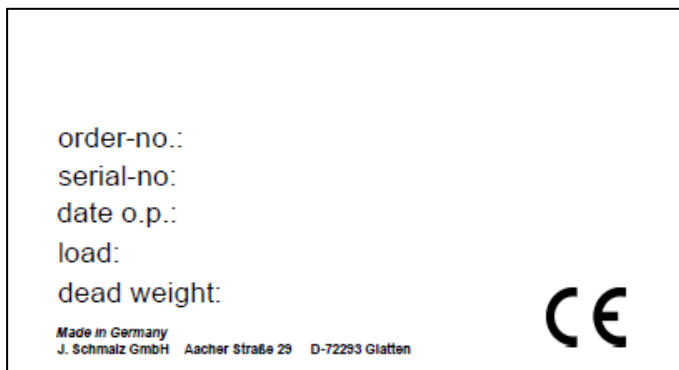 order-no.:
serial-no:
date o.p.:
load:
dead weight:
CE
Made in Germany
J. Schmalz GmbH Aacher Straße 29 D-72293 Glatten